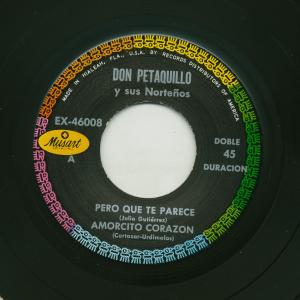 MADE IN HIALEAH, FLA., U.S.A. BY RECORDS DISTRIBUTORS OF AMERICA
DON PETAQUILLO
y sus Norteños
EX-46008
DOBLE
45
DURACION
Musart
A
PERO QUE TE PARECE
(Julio Gutiérrez)
AMORCITO CORAZON
(Cortazar-Urdimelas)